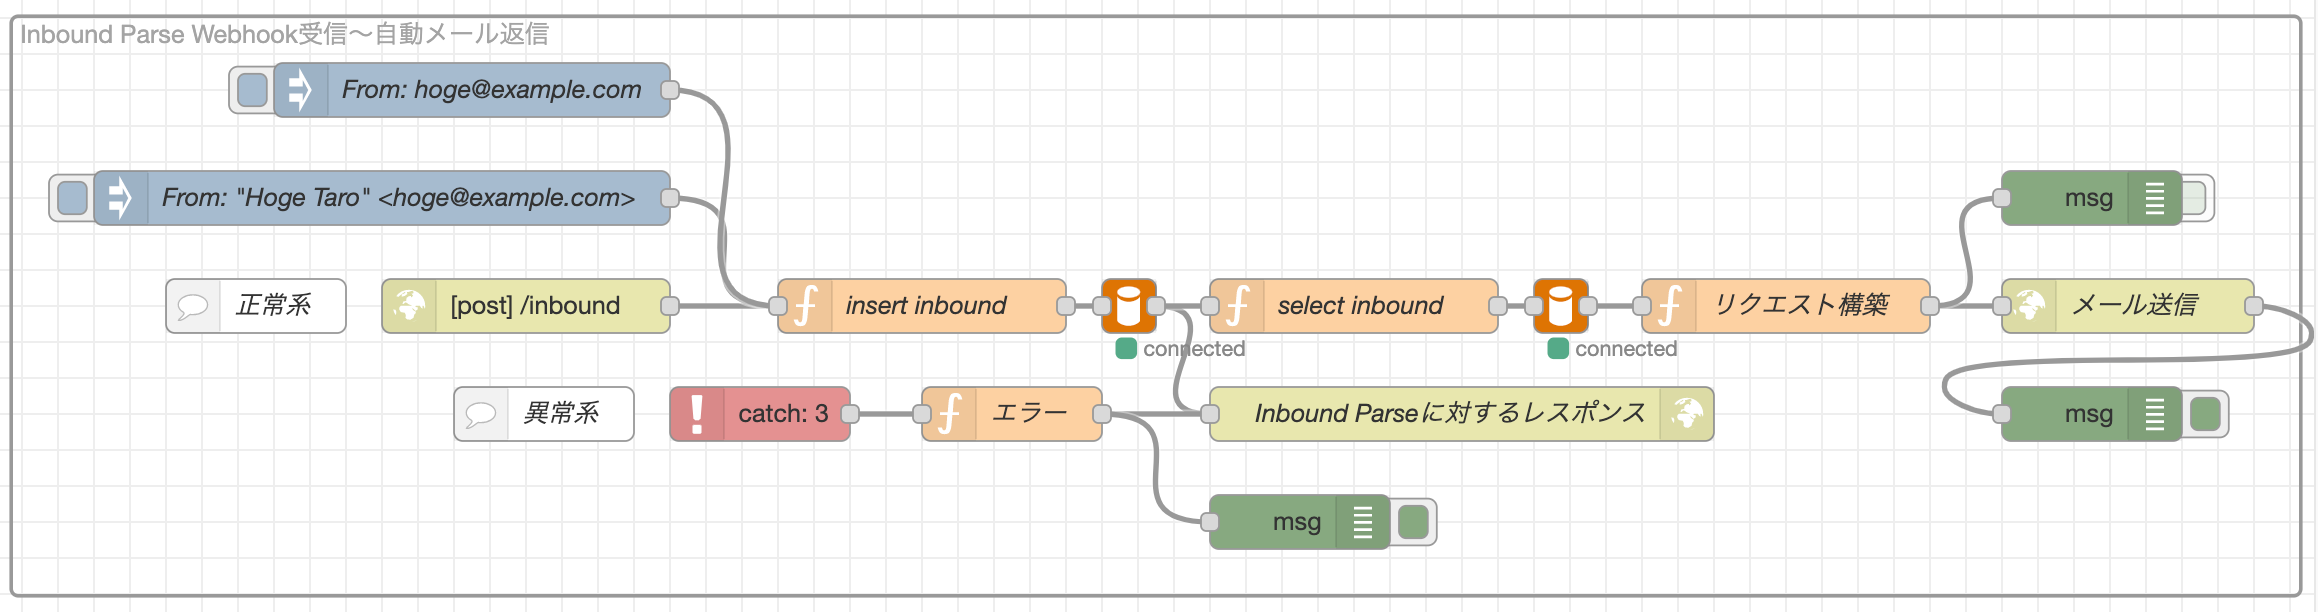 Inbound Parse Webhook受信〜自動メール返信
From: hoge@example.com
From: "Hoge Taro" <hoge@example.com>
msg
正常系
[post] /inbound
insert inbound
select inbound
リクエスト構築
メール送信
connected
connected
異常系
catch: 3
エラー
Inbound Parseに対するレスポンス
msg
msg